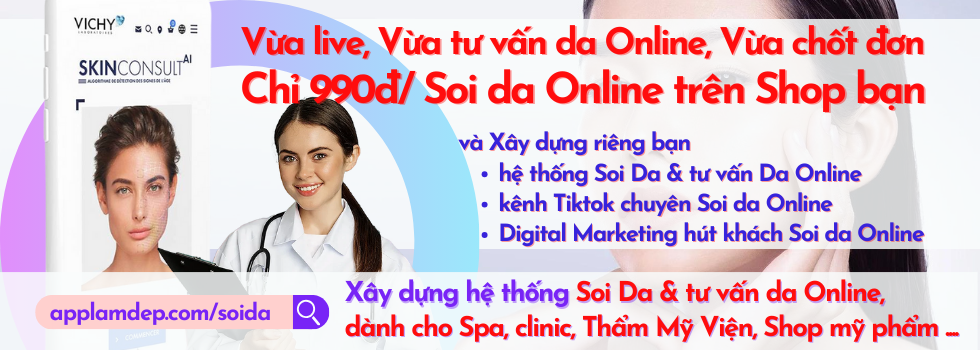 VICHY
LABORATOIRES
SKINCONSULT AI
ALGORITHME DE DÉTECTION DES SIGNES DE L'ÂGE
Vừa live, Vừa tư vấn da Online, Vừa chốt đơn
Chỉ 990đ/ Soi da Online trên Shop bạn
và Xây dựng riêng bạn
• hệ thống Soi Da & tư vấn Da Online
• kênh Tiktok chuyên Soi da Online
• Digital Marketing hút khách Soi da Online
applamdep.com/soida
Xây dựng hệ thống Soi Da & tư vấn da Online,
dành cho Spa, clinic, Thẩm Mỹ Viện, Shop mỹ phẩm ...